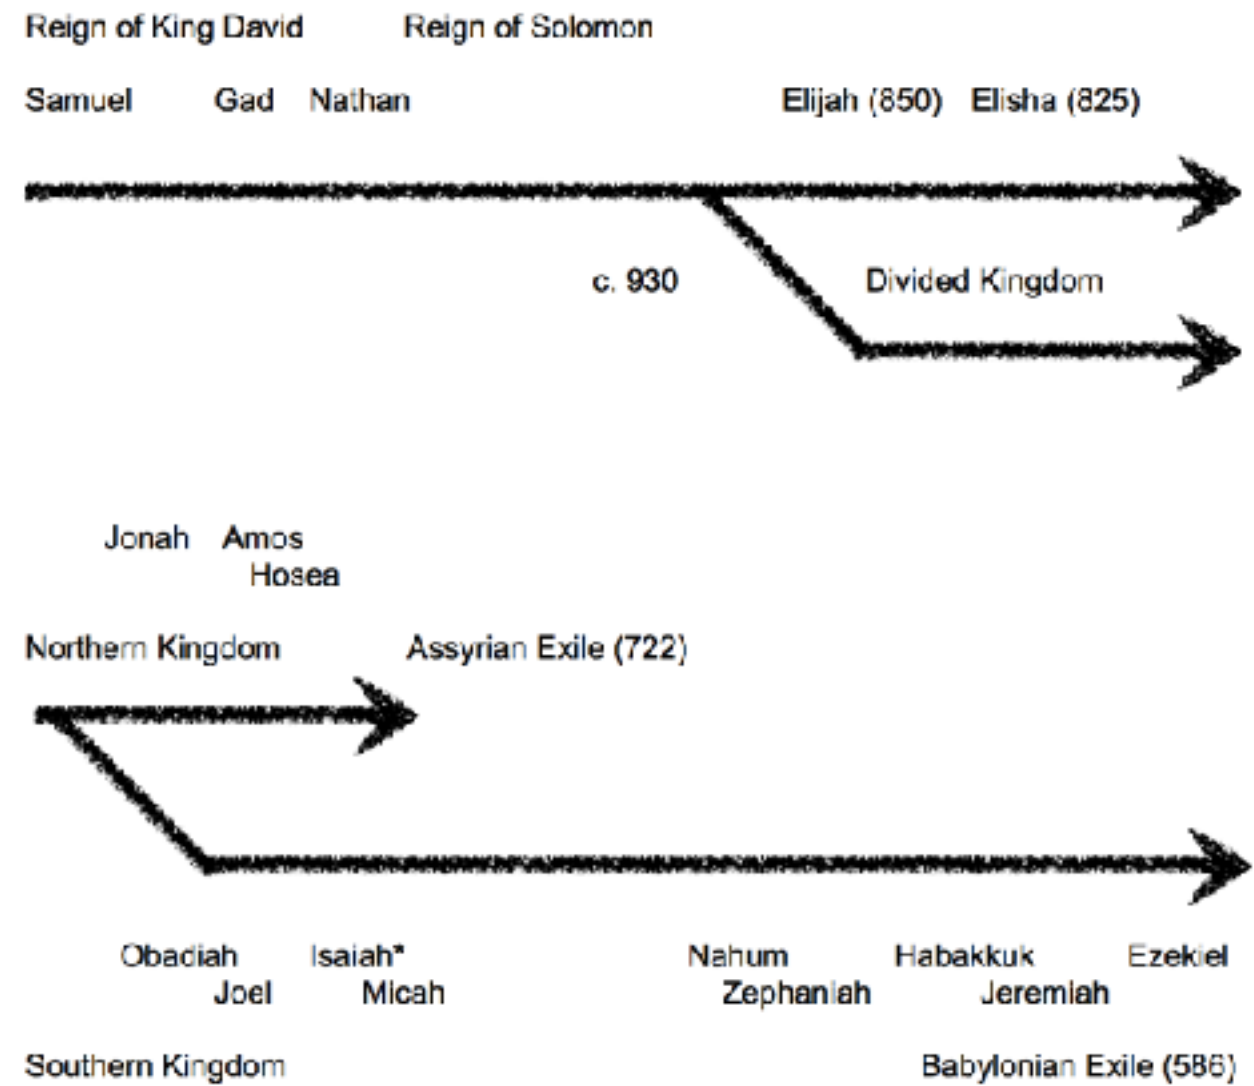 Reign of King David Reign of Solomon
Samuel Gad Nathan Elijah (850) Elisha (825)
c. 930 Divided Kingdom
Jonah Amos
Hosea
Northern Kingdom Assyrian Exile (722)
Obadiah Isaiah* Nahum Habakkuk Ezekiel
Joel Micah Zephaniah Jeremiah
Southern Kingdom Babylonian Exile (586)